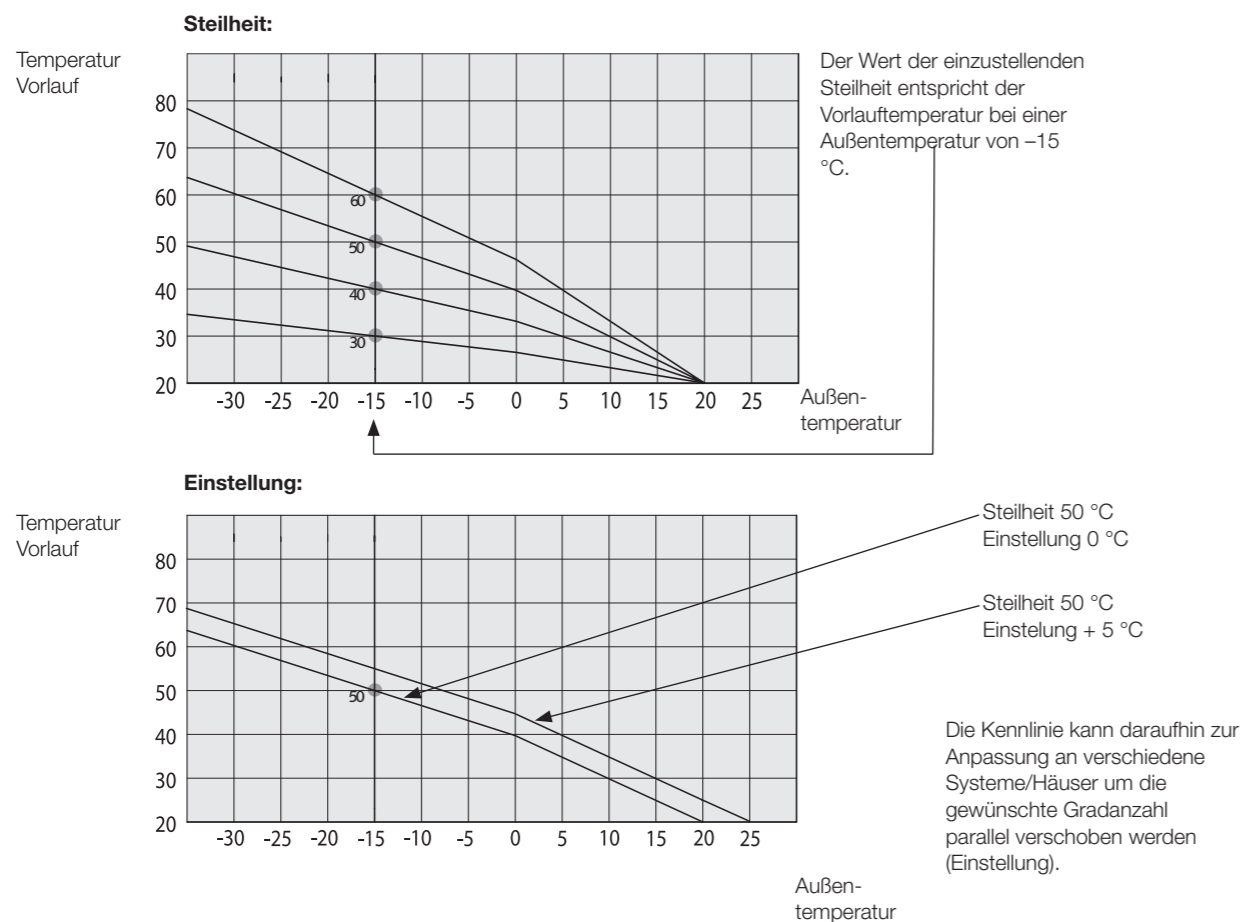 Steilheit:
Temperatur
Vorlauf
80
70
60
50
40
30
20
60
50
40
30
-30 -25 -20 -15 -10 -5 0 5 10 15 20 25
Außen-
temperatur
Der Wert der einzustellenden
Steilheit entspricht der
Vorlauftemperatur bei einer
Außentemperatur von –15
°C.
Einstellung:
Temperatur
Vorlauf
80
70
60
50
40
30
20
50
-30 -25 -20 -15 -10 -5 0 5 10 15 20 25
Außen-
temperatur
Steilheit 50 °C
Einstellung 0 °C
Steilheit 50 °C
Einstelung + 5 °C
Die Kennlinie kann daraufhin zur
Anpassung an verschiedene
Systeme/Häuser um die
gewünschte Gradanzahl
parallel verschoben werden
(Einstellung).